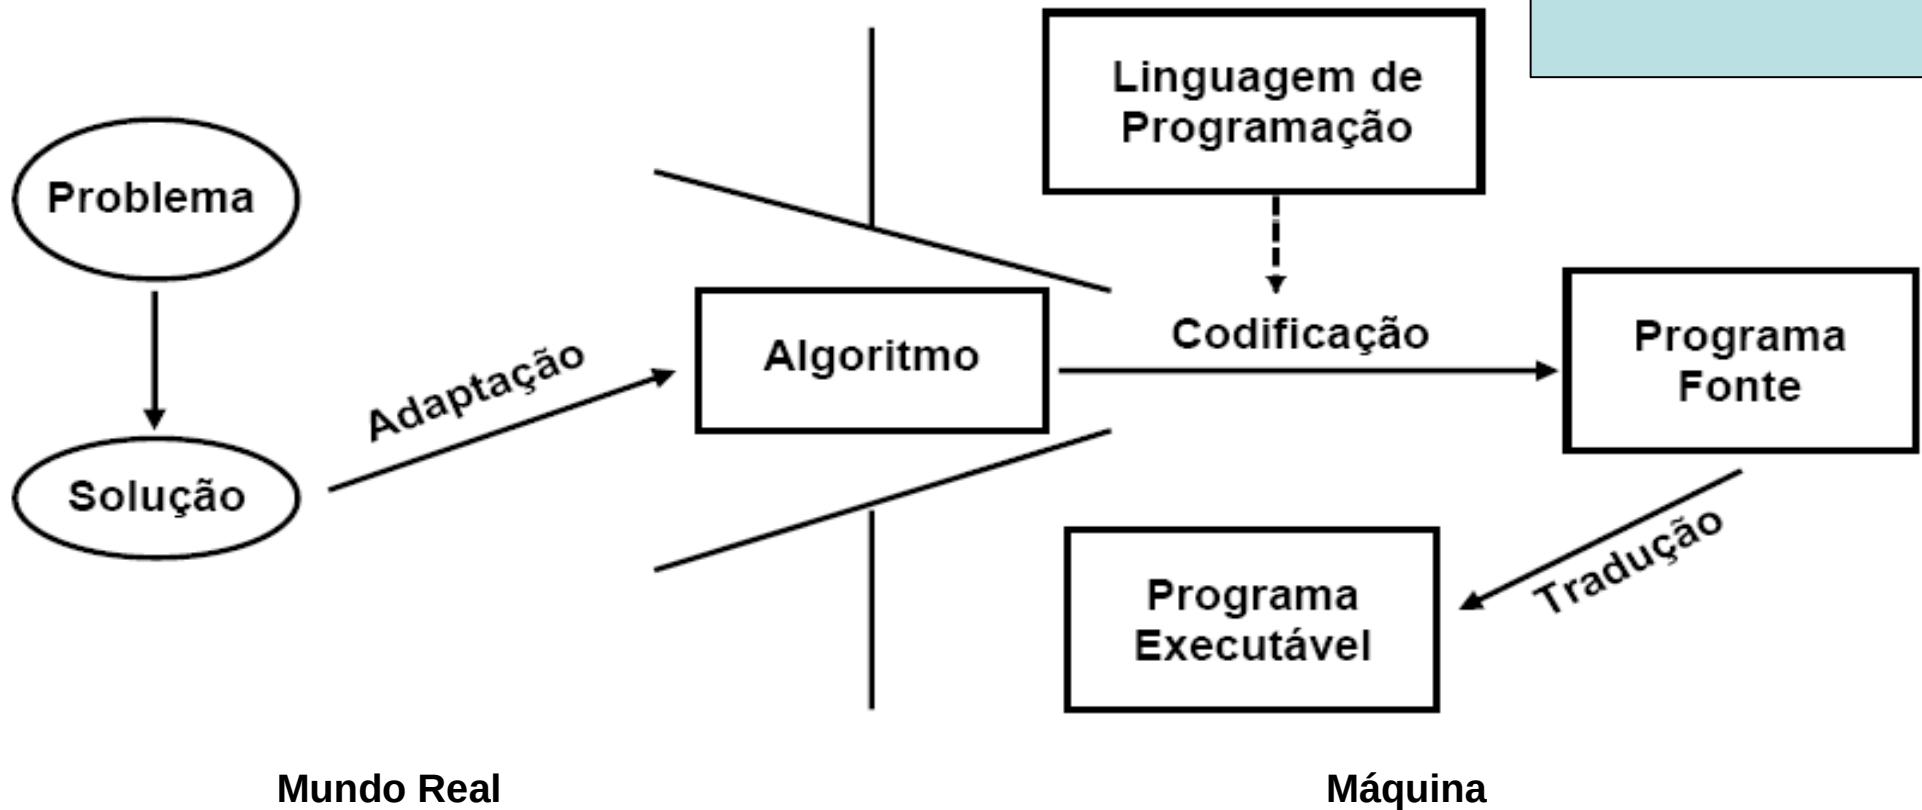 Problema
Solução
Adaptação
Algoritmo
Linguagem de
Programação
Codificação
Programa
Fonte
Tradução
Programa
Executável
Mundo Real
Máquina